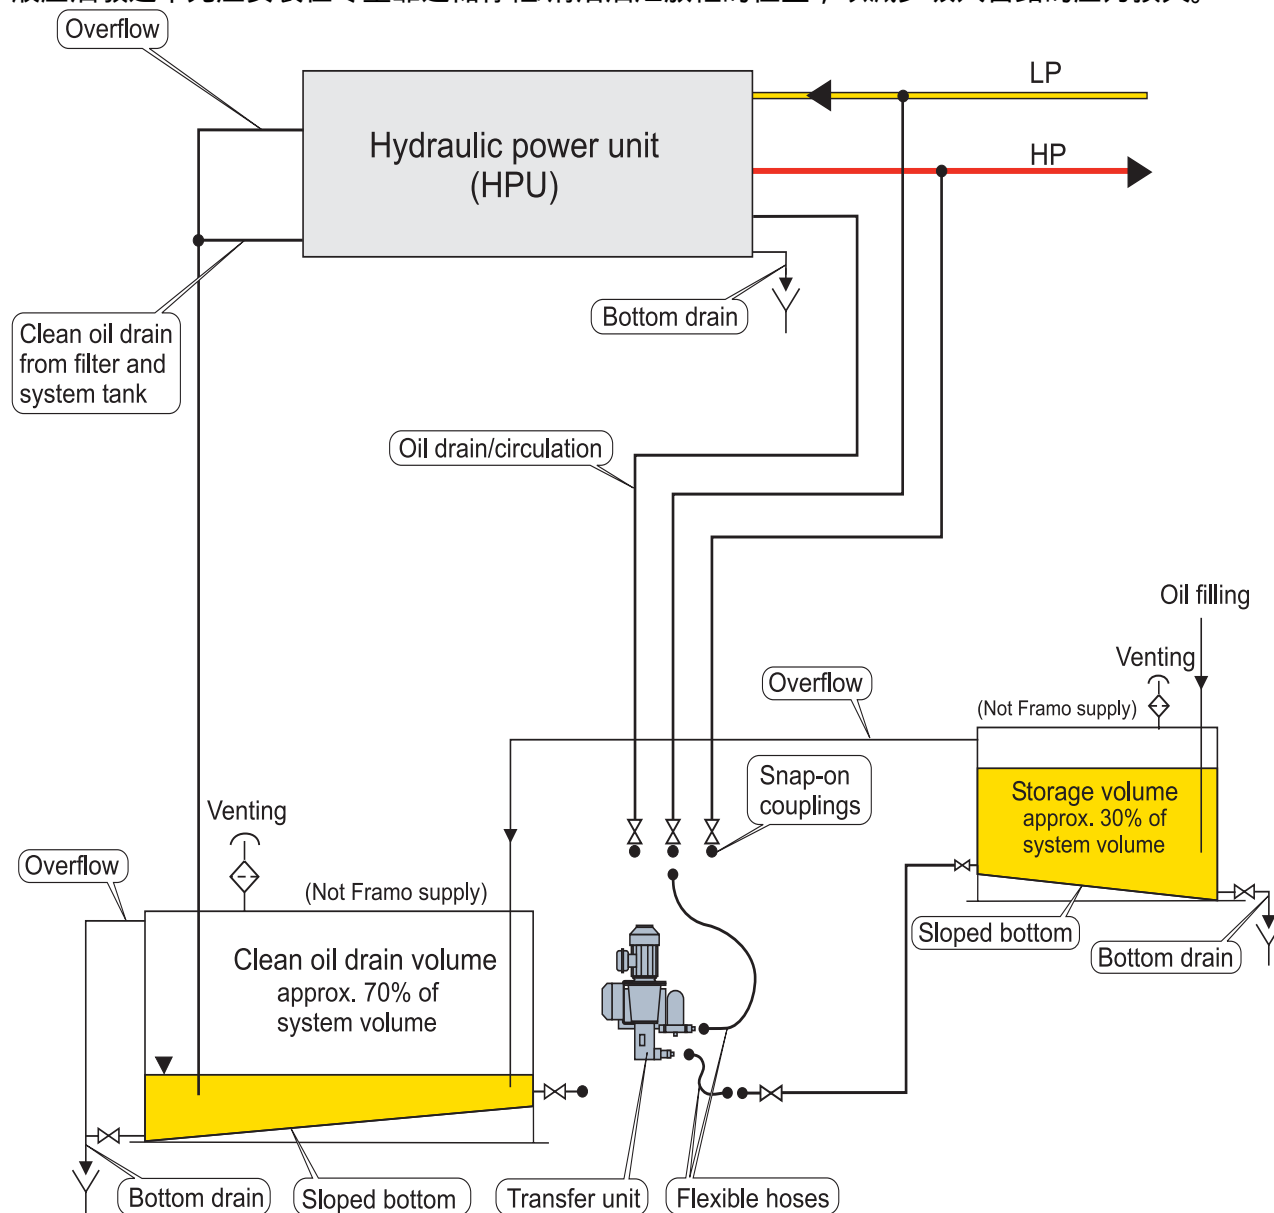 Overflow
LP
Hydraulic power unit
(HPU)
HP
Bottom drain
Clean oil drain
from filter and
system tank
Oil drain/circulation
Oil filling
Venting
Overflow
(Not Framo supply)
Snap-on
couplings
Storage volume
approx. 30% of
system volume
Venting
Overflow
(Not Framo supply)
Sloped bottom
Bottom drain
Clean oil drain volume
approx. 70% of
system volume
Bottom drain
Sloped bottom
Transfer unit
Flexible hoses